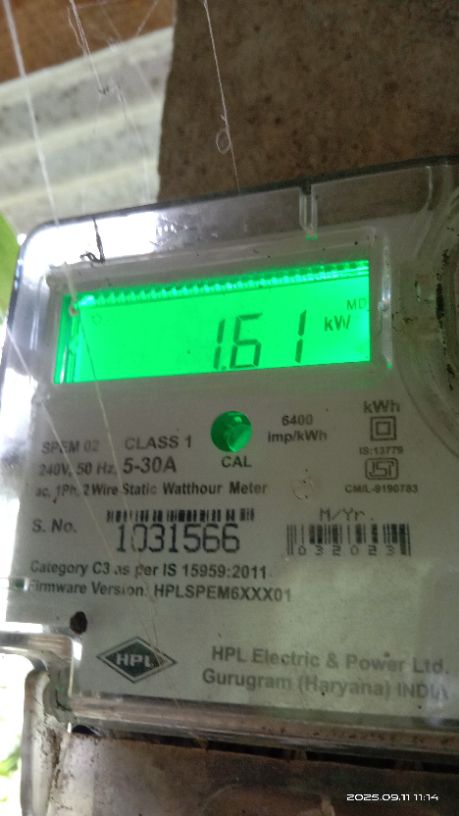 MD
1.61 kW
6400
imp/kWh
kWh
SPEM 02 CLASS 1
240V, 50 Hz, 5-30A
CAL
IS:13779
ISI
CM/L-9190783
ac, 1Ph, 2 Wire Static Watthour Meter
S. No.
1031566
M/Yr.
032023
Category C3 as per IS 15959:2011
Firmware Version: HPLSPEM6XXX01
HPL
HPL Electric & Power Ltd.
Gurugram (Haryana) INDIA
2025.09.11 11:14